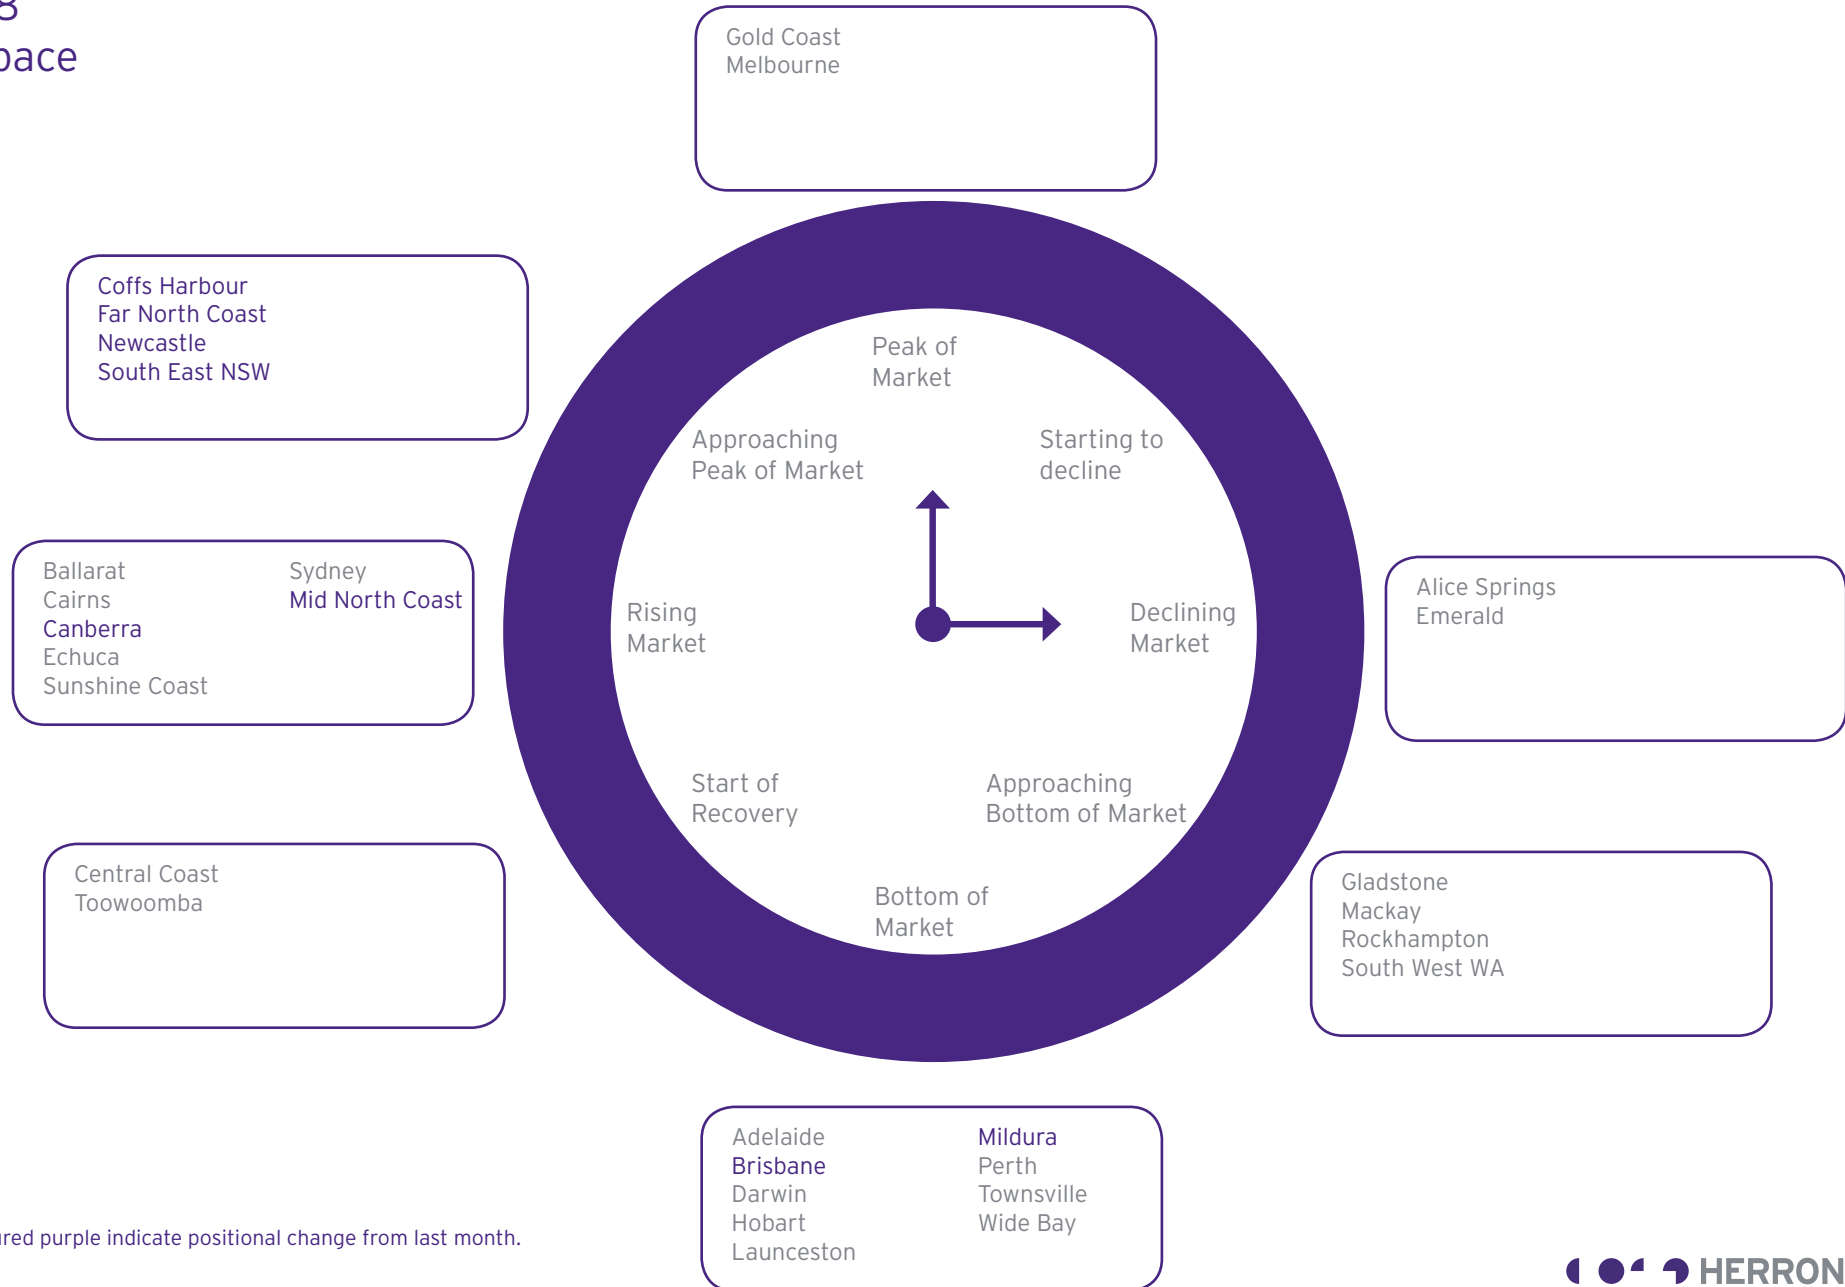 8
pace
Gold Coast
Melbourne
Coffs Harbour
Far North Coast
Newcastle
South East NSW
Peak of
Market
Approaching
Peak of Market
Starting to
decline
Ballarat
Cairns
Canberra
Echuca
Sunshine Coast
Sydney
Mid North Coast
Rising
Market
Declining
Market
Alice Springs
Emerald
Start of
Recovery
Approaching
Bottom of Market
Central Coast
Toowoomba
Bottom of
Market
Gladstone
Mackay
Rockhampton
South West WA
Adelaide
Brisbane
Darwin
Hobart
Launceston
Mildura
Perth
Townsville
Wide Bay
ured purple indicate positional change from last month.
HERRON